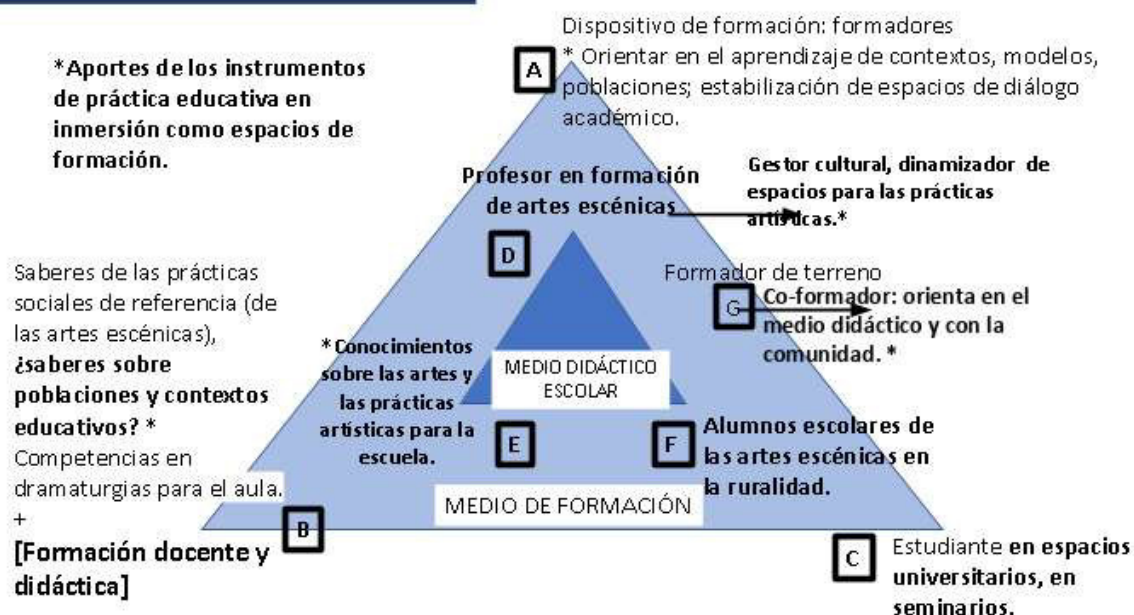 Dispositivo de formación: formadores
* Orientar en el aprendizaje de contextos, modelos,
poblaciones; estabilización de espacios de diálogo
académico.
A
*Aportes de los instrumentos
de práctica educativa en
inmersión como espacios de
formación.
Profesor en formación
de artes escénicas
Gestor cultural, dinamizador de
espacios para las prácticas
artísticas.*
D
Formador de terreno
G
Co-formador: orienta en el
medio didáctico y con la
comunidad. *
Saberes de las prácticas
sociales de referencia (de
las artes escénicas),
¿saberes sobre
poblaciones y contextos
educativos? *
Competencias en
dramaturgias para el aula.
+
[Formación docente y
didáctica]
*Conocimientos
sobre las artes y
las prácticas
artísticas para la
escuela.
MEDIO DIDÁCTICO
ESCOLAR
E
F
Alumnos escolares de
las artes escénicas en
la ruralidad.
MEDIO DE FORMACIÓN
B
C
Estudiante en espacios
universitarios, en
seminarios.